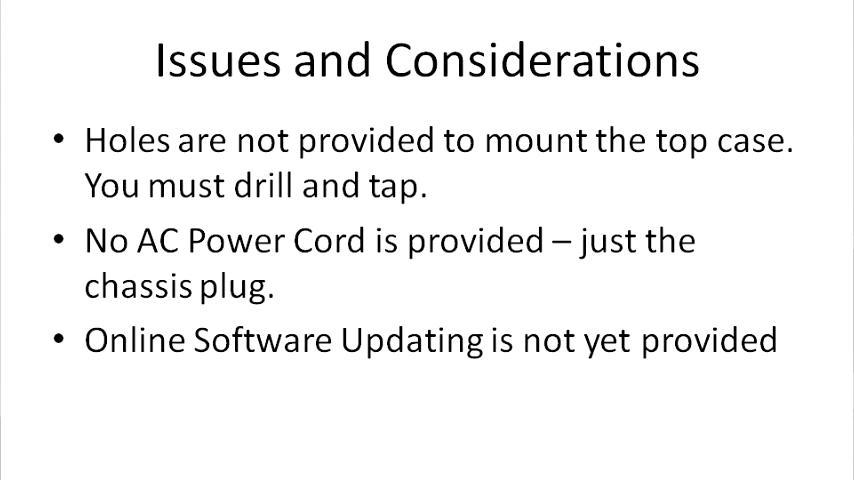 Issues and Considerations
• Holes are not provided to mount the top case.
You must drill and tap.
• No AC Power Cord is provided – just the
chassis plug.
• Online Software Updating is not yet provided